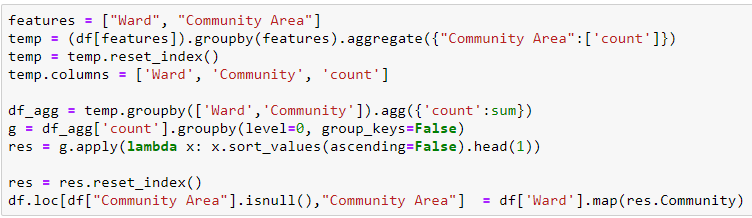 features = ["Ward", "Community Area"]
temp = (df[features]).groupby(features).aggregate({"Community Area":['count']})
temp = temp.reset_index()
temp.columns = ['Ward', 'Community', 'count']

df_agg = temp.groupby(['Ward','Community']).agg({'count':sum})
g = df_agg['count'].groupby(level=0, group_keys=False)
res = g.apply(lambda x: x.sort_values(ascending=False).head(1))

res = res.reset_index()
df.loc[df["Community Area"].isnull(),"Community Area"]  = df['Ward'].map(res.Community)